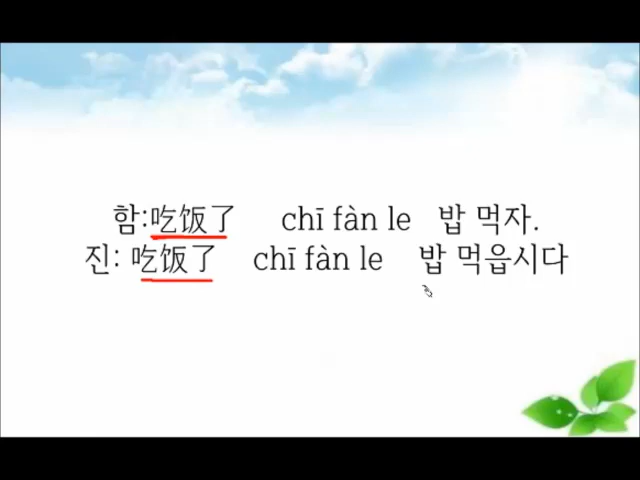 함:吃饭了 chī fàn le 밥 먹자.
진: 吃饭了 chī fàn le 밥 먹읍시다